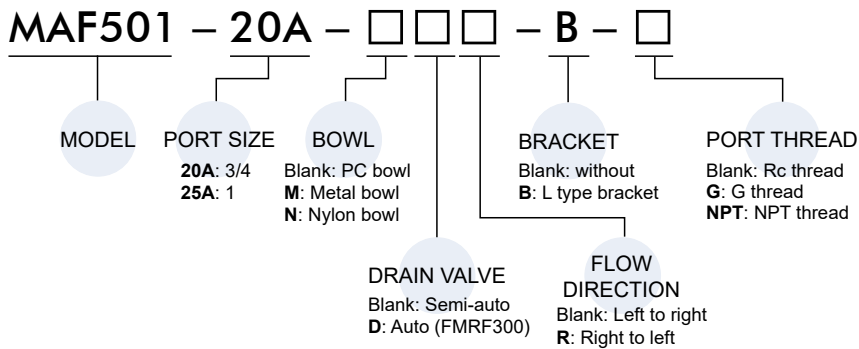 MAF501 – 20A – □□□ – B – □
MODEL
PORT SIZE
20A: 3/4
25A: 1
BOWL
Blank: PC bowl
M: Metal bowl
N: Nylon bowl
BRACKET
Blank: without
B: L type bracket
PORT THREAD
Blank: Rc thread
G: G thread
NPT: NPT thread
DRAIN VALVE
Blank: Semi-auto
D: Auto (FMRF300)
FLOW
DIRECTION
Blank: Left to right
R: Right to left